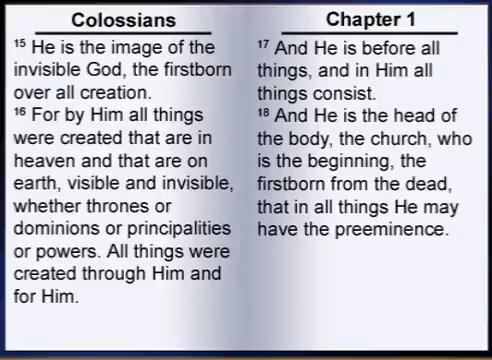 Colossians
15 He is the image of the
invisible God, the firstborn
over all creation.
16 For by Him all things
were created that are in
heaven and that are on
earth, visible and invisible,
whether thrones or
dominions or principalities
or powers. All things were
created through Him and
for Him.
Chapter 1
17 And He is before all
things, and in Him all
things consist.
18 And He is the head of
the body, the church, who
is the beginning, the
firstborn from the dead,
that in all things He may
have the preeminence.